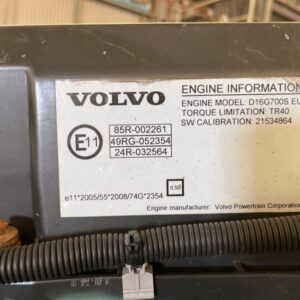 VOLVO
ENGINE INFORMATION
ENGINE MODEL: D16G700S EU
TORQUE LIMITATION: TR40
SW CALIBRATION: 21534864
E11
85R-002261
49RG-052354
24R-032564
e11*2005/55*2008/74G*2354
0,50
Engine manufacturer: Volvo Powertrain Corporation